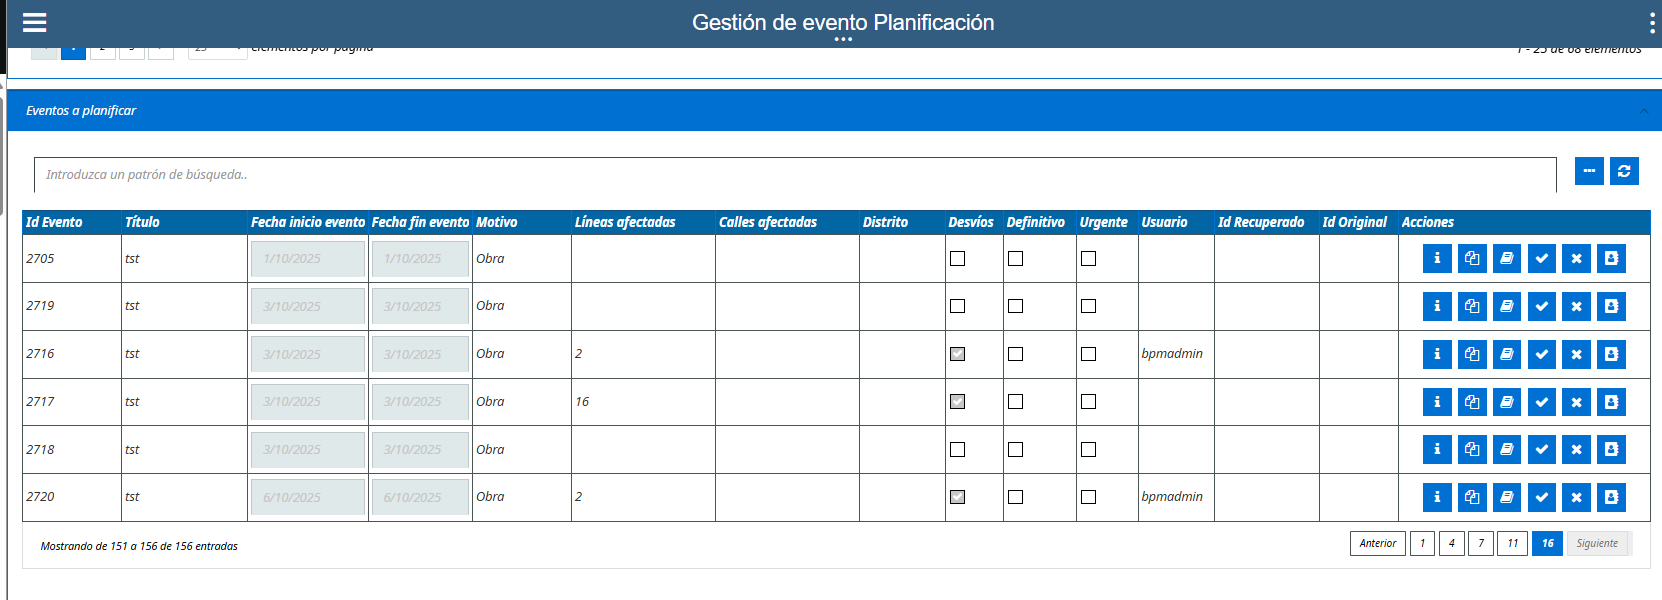 Gestión de evento Planificación
elementos por página
1 - 25 de 68 elementos
Eventos a planificar
Introduzca un patrón de búsqueda..
Id Evento Título Fecha inicio evento Fecha fin evento Motivo Líneas afectadas Calles afectadas Distrito Desvíos Definitivo Urgente Usuario Id Recuperado Id Original Acciones
2705 tst 1/10/2025 1/10/2025 Obra
2719 tst 3/10/2025 3/10/2025 Obra
2716 tst 3/10/2025 3/10/2025 Obra 2 bpmadmin
2717 tst 3/10/2025 3/10/2025 Obra 16
2718 tst 3/10/2025 3/10/2025 Obra
2720 tst 6/10/2025 6/10/2025 Obra 2 bpmadmin
Mostrando de 151 a 156 de 156 entradas
Anterior 1 4 7 11 16 Siguiente